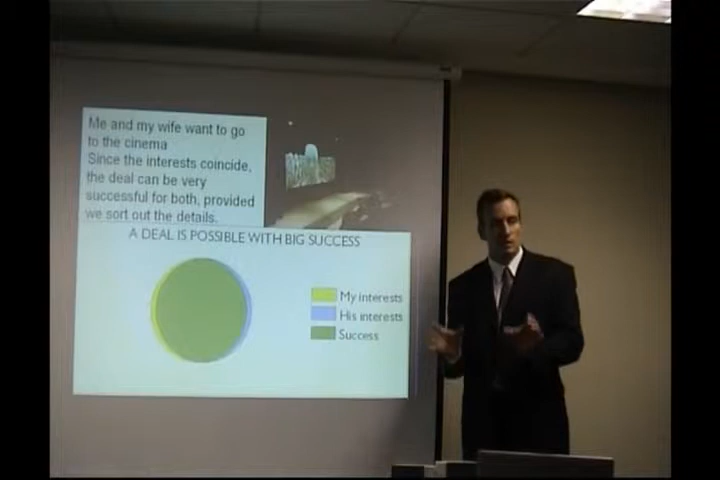 Me and my wife want to go
to the cinema
Since the interests coincide,
the deal can be very
successful for both, provided
we sort out the details.
A DEAL IS POSSIBLE WITH BIG SUCCESS
My interests
His interests
Success